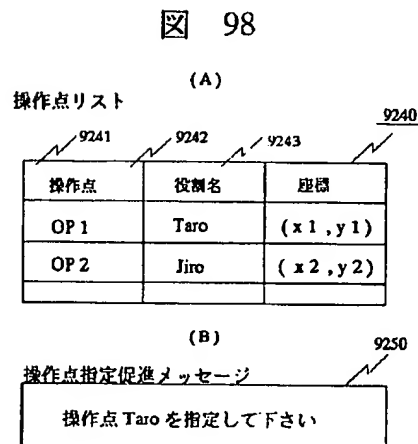 図 98
(A)
操作点リスト
9240
9241 9242 9243
操作点 役割名 座標
OP 1 Taro (x1,y1)
OP 2 Jiro (x2,y2)
(B)
9250
操作点指定促進メッセージ
操作点 Taro を指定して下さい